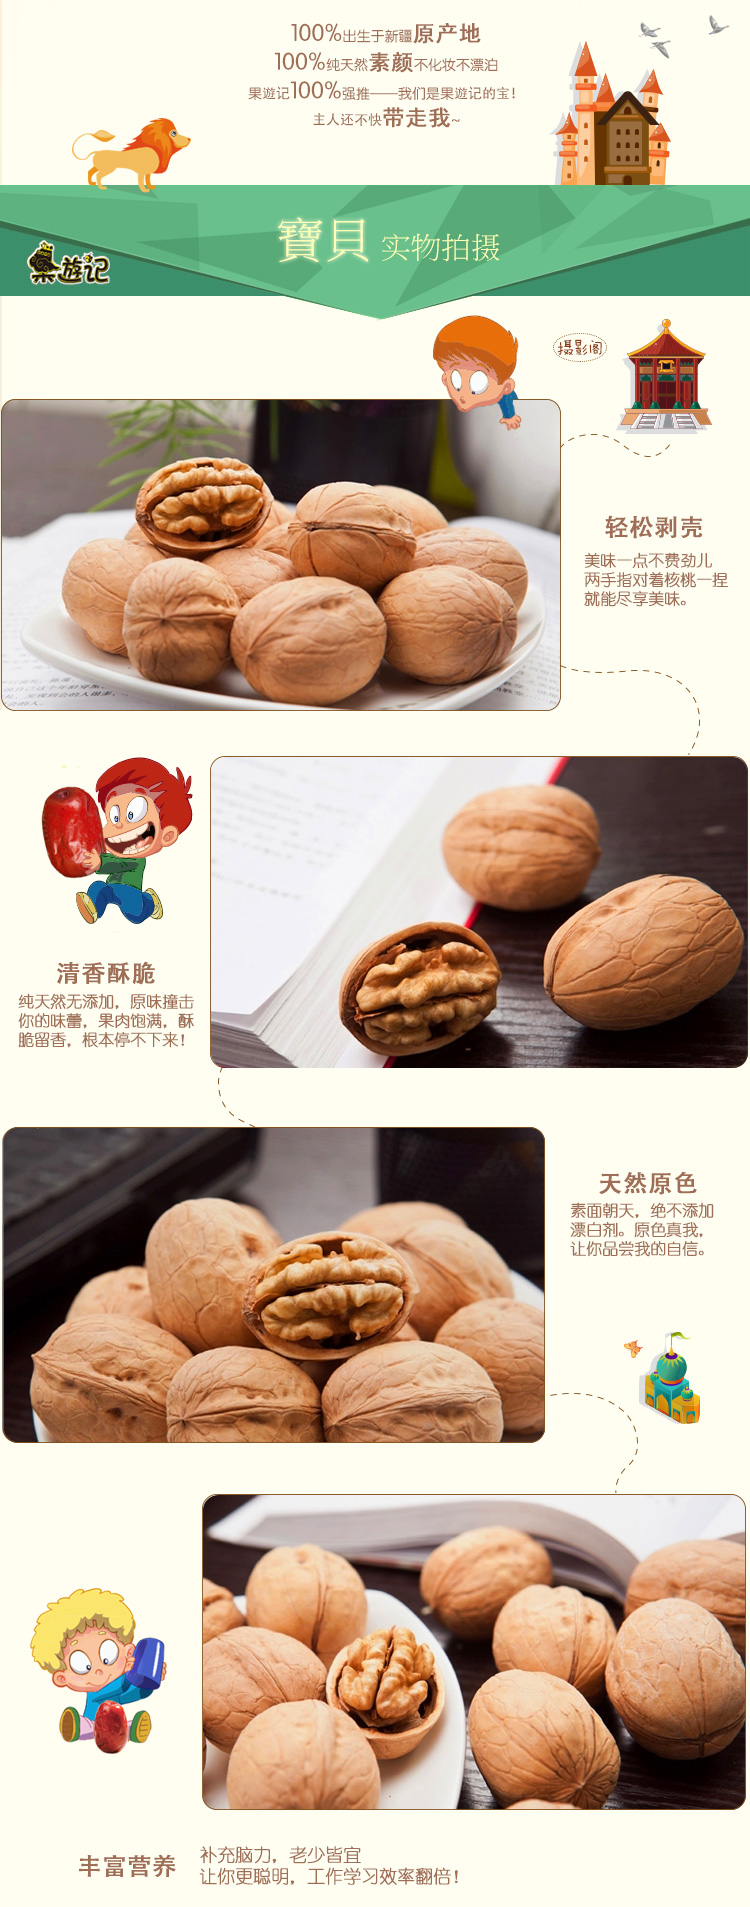 100%出生于新疆原产地
100%纯天然素颜不化妆不漂泊
果遊记100%强推——我们是果遊记的宝!
主人还不快带走我~
寶貝 实物拍摄
果遊记
摄影阁
轻松剥壳
美味一点不费劲儿
两手指对着核桃一捏
就能尽享美味。
清香酥脆
纯天然无添加，原味撞击
你的味蕾，果肉饱满，酥
脆留香，根本停不下来!
天然原色
素面朝天，绝不添加
漂白剂。原色真我，
让你品尝我的自信。
丰富营养
补充脑力，老少皆宜
让你更聪明，工作学习效率翻倍!